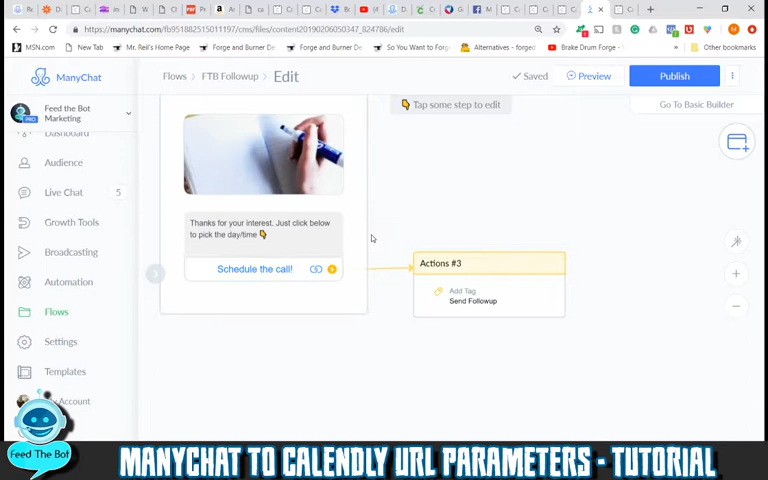 https://manychat.com/fb951882515011197/cms/files/content20190206050347_824786/edit
MSN.com
New Tab
Mr. Reil's Home Page
Forge and Burner De
Forge and Burner De
So You Want to Forg
Alternatives - forged
Brake Drum Forge -
Other bookmarks
ManyChat
Flows
FTB Followup
Edit
Saved
Preview
Publish
Feed the Bot
Marketing
PRO
👇 Tap some step to edit
Go To Basic Builder
Dashboard
Audience
Live Chat
5
Growth Tools
Broadcasting
Automation
Flows
Settings
Templates
Account
Thanks for your interest. Just click below
to pick the day/time 👇
Schedule the call!
Actions #3
Add Tag
Send Followup
Feed The Bot
MANYCHAT TO CALENDLY URL PARAMETERS - TUTORIAL